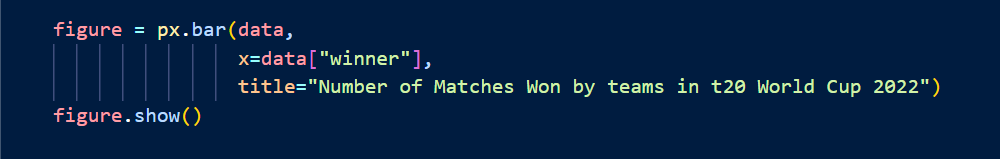 figure = px.bar(data,
x=data["winner"],
title="Number of Matches Won by teams in t20 World Cup 2022")
figure.show()